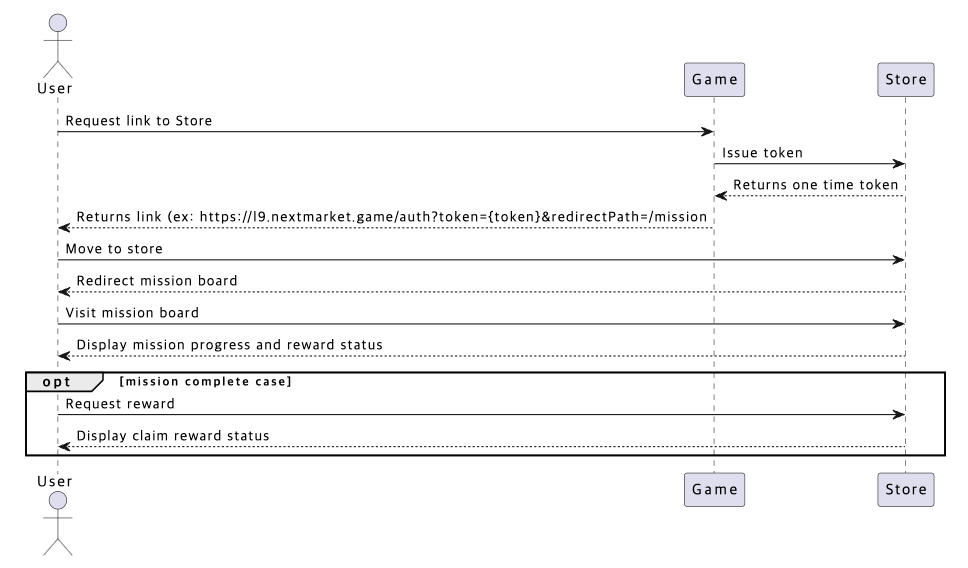 User
Game
Store
Request link to Store
Issue token
Returns one time token
Returns link (ex: https://l9.nextmarket.game/auth?token={token}&redirectPath=/mission
Move to store
Redirect mission board
Visit mission board
Display mission progress and reward status
opt [mission complete case]
Request reward
Display claim reward status
User
Game
Store